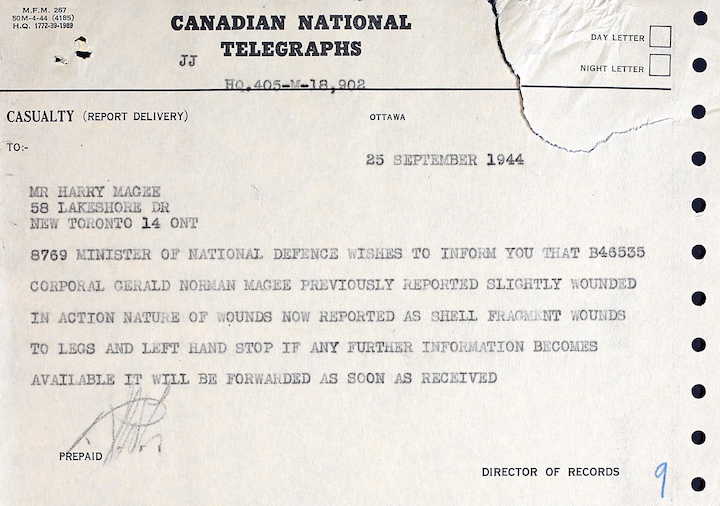 M.F.M. 267
50M-4-44 (4185)
H.Q. 1772-39-1989
CANADIAN NATIONAL
TELEGRAPHS
JJ
HQ.405-M-18,902
DAY LETTER
NIGHT LETTER
CASUALTY (REPORT DELIVERY)
OTTAWA
TO:-
25 SEPTEMBER 1944
MR HARRY MAGEE
58 LAKESHORE DR
NEW TORONTO 14 ONT
8769 MINISTER OF NATIONAL DEFENCE WISHES TO INFORM YOU THAT B46535
CORPORAL GERALD NORMAN MAGEE PREVIOUSLY REPORTED SLIGHTLY WOUNDED
IN ACTION NATURE OF WOUNDS NOW REPORTED AS SHELL FRAGMENT WOUNDS
TO LEGS AND LEFT HAND STOP IF ANY FURTHER INFORMATION BECOMES
AVAILABLE IT WILL BE FORWARDED AS SOON AS RECEIVED
PREPAID
DIRECTOR OF RECORDS
9